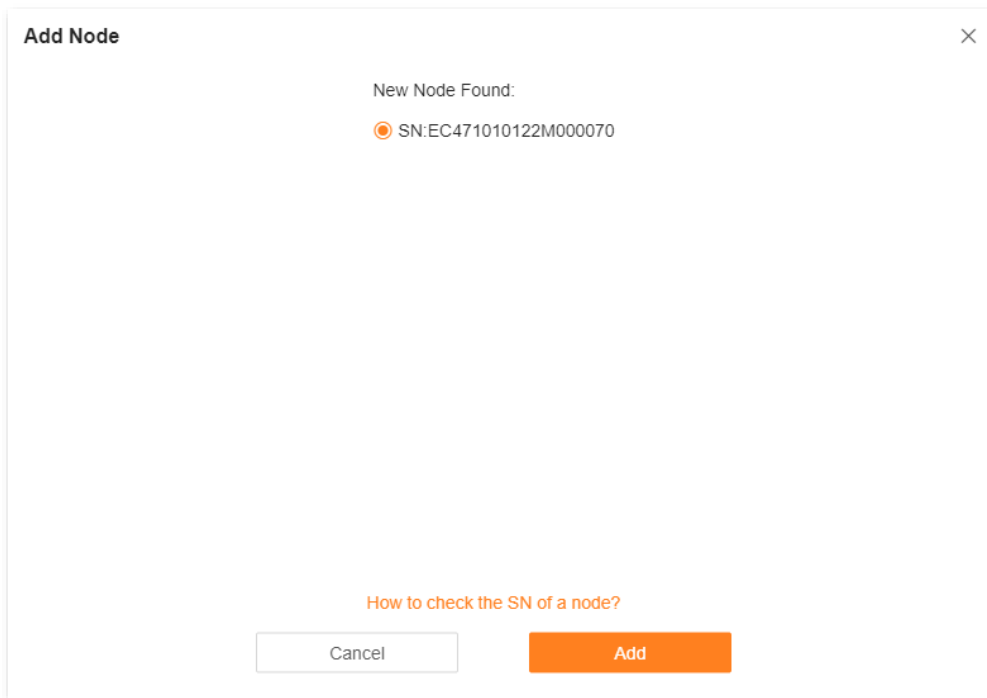 Add Node
New Node Found:
SN:EC471010122M000070
How to check the SN of a node?
Cancel
Add